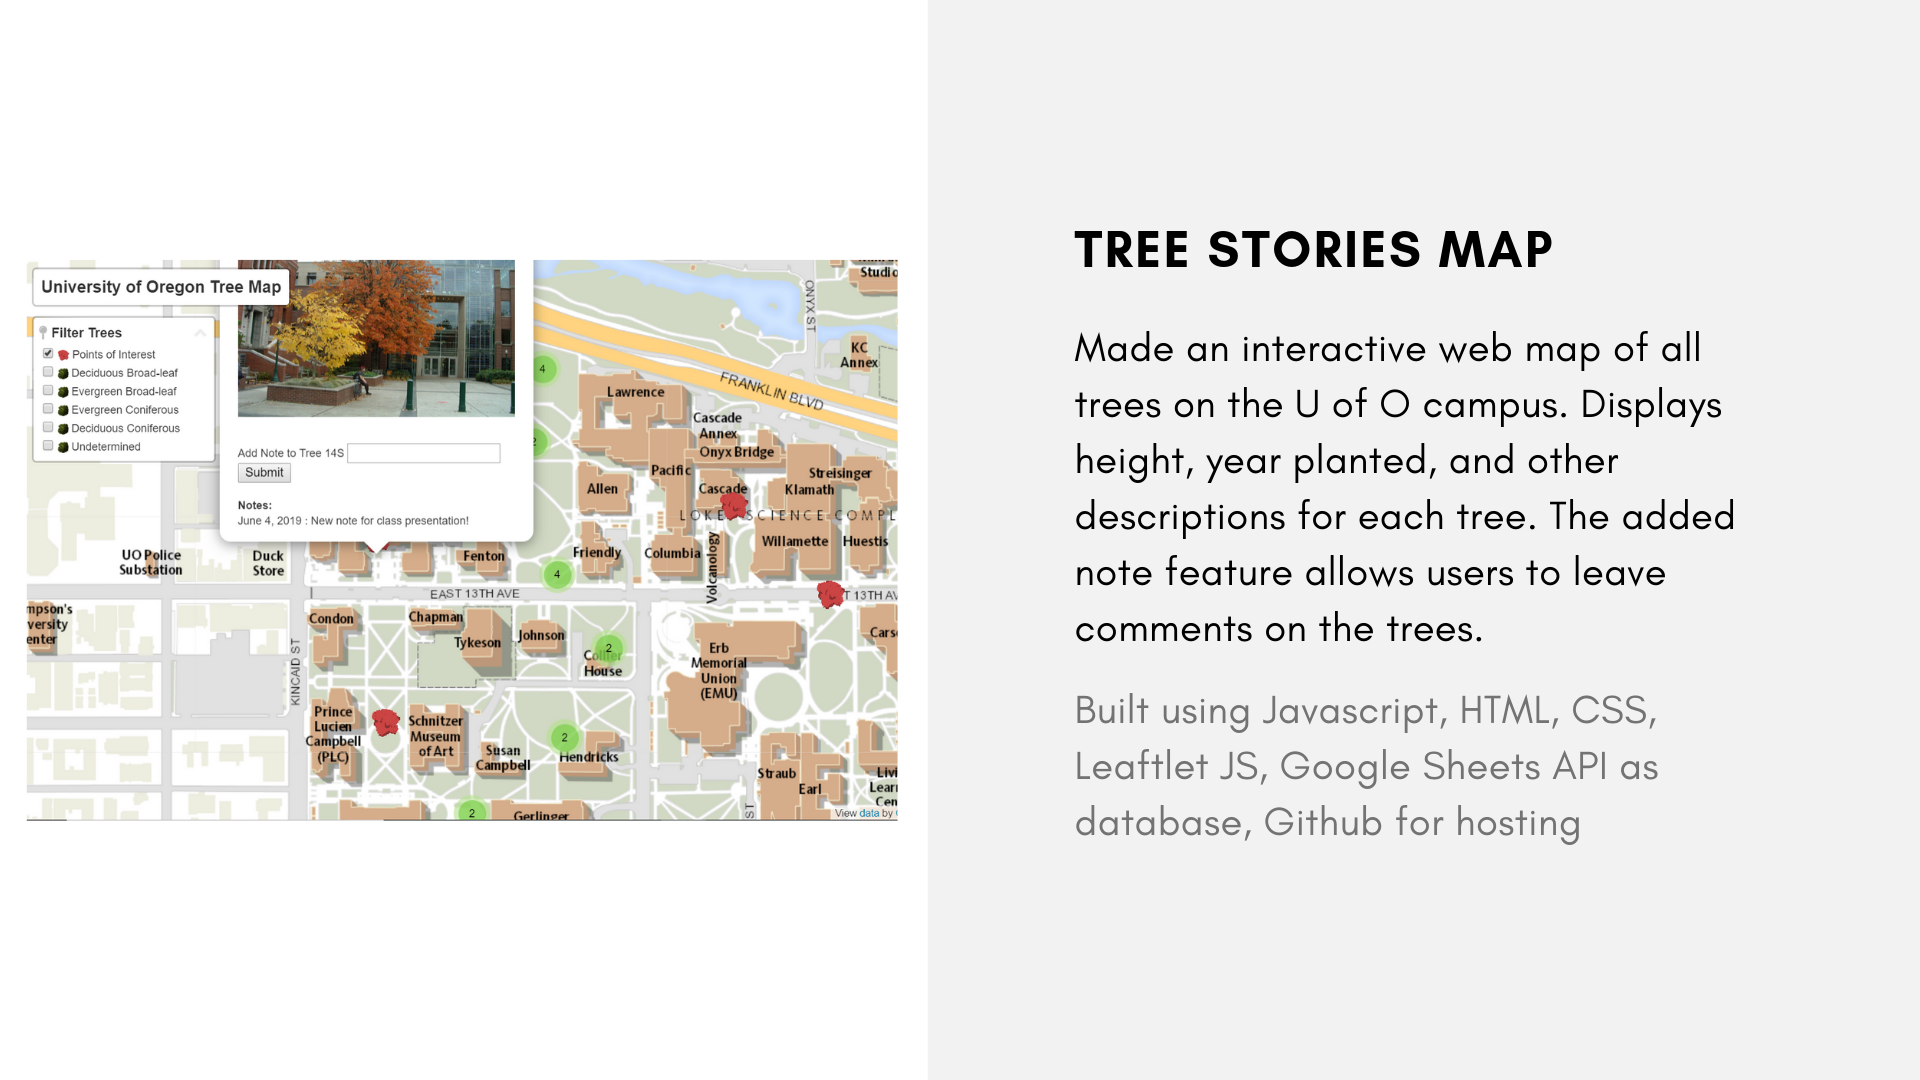 University of Oregon Tree Map
Filter Trees
Points of Interest
Deciduous Broad-leaf
Evergreen Broad-leaf
Evergreen Coniferous
Deciduous Coniferous
Undetermined
Add Note to Tree 14S
Submit
Notes:
June 4, 2019 : New note for class presentation!
Studio
ONYX ST
KC
Annex
FRANKLIN BLVD
4
2
Lawrence
Cascade
Annex
Onyx Bridge
Pacific
Streisinger
Allen
Cascade
Klamath
LOKE SCIENCE COMPL
UO Police
Substation
Duck
Store
Fenton
Friendly
Columbia
Volcanology
Willamette
Huestis
4
EAST 13TH AVE
T 13TH AV
mpson's
versity
enter
Condon
Chapman
Tykeson
Johnson
2
Collier
House
Erb
Memorial
Union
(EMU)
Cars
KINCAID ST
Prince
Lucien
Campbell
(PLC)
Schnitzer
Museum
of Art
Susan
Campbell
2
Hendricks
Straub
Earl
Livi
Lear
Cen
2
Gerlinger
ST
View data by
TREE STORIES MAP
Made an interactive web map of all
trees on the U of O campus. Displays
height, year planted, and other
descriptions for each tree. The added
note feature allows users to leave
comments on the trees.
Built using Javascript, HTML, CSS,
Leaftlet JS, Google Sheets API as
database, Github for hosting